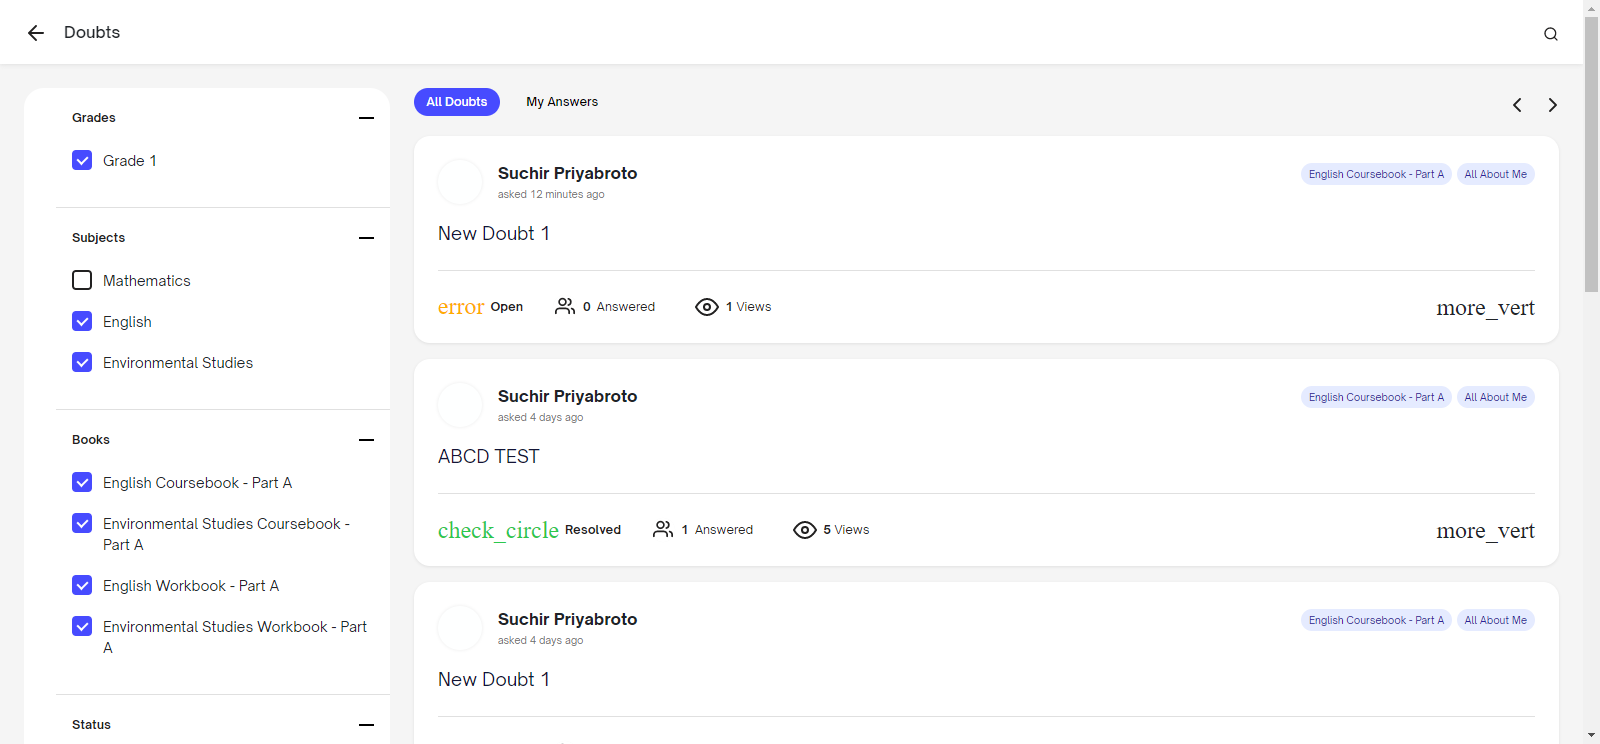 Doubts
Grades
Grade 1
Subjects
Mathematics
English
Environmental Studies
Books
English Coursebook - Part A
Environmental Studies Coursebook -
Part A
English Workbook - Part A
Environmental Studies Workbook - Part
A
Status
All Doubts
My Answers
Suchir Priyabroto
asked 12 minutes ago
English Coursebook - Part A
All About Me
New Doubt 1
error Open
0 Answered
1 Views
more_vert
Suchir Priyabroto
asked 4 days ago
English Coursebook - Part A
All About Me
ABCD TEST
check_circle Resolved
1 Answered
5 Views
more_vert
Suchir Priyabroto
asked 4 days ago
English Coursebook - Part A
All About Me
New Doubt 1